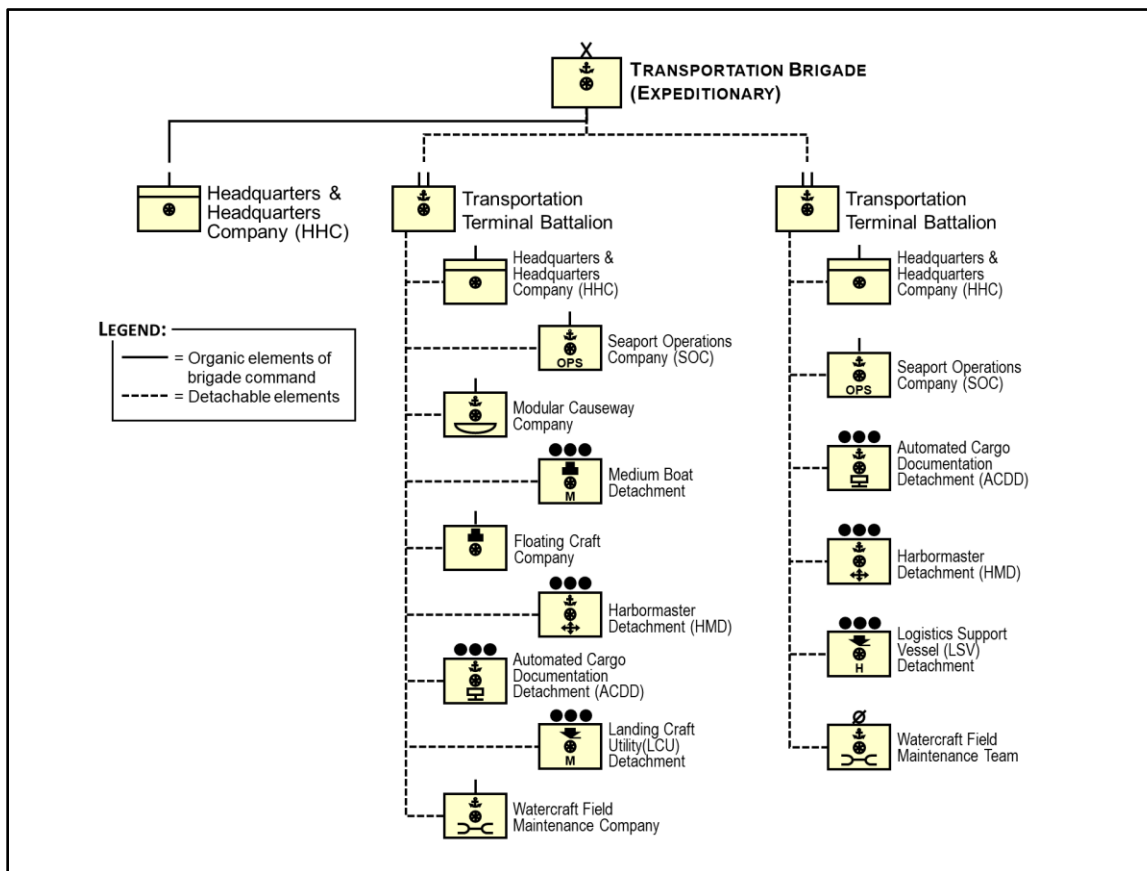 X
TRANSPORTATION BRIGADE
(EXPEDITIONARY)
Headquarters &
Headquarters
Company (HHC)
Transportation
Terminal Battalion
Headquarters &
Headquarters
Company (HHC)
OPS
Seaport Operations
Company (SOC)
Modular Causeway
Company
M
Medium Boat
Detachment
Floating Craft
Company
Harbormaster
Detachment (HMD)
Automated Cargo
Documentation
Detachment (ACDD)
M
Landing Craft
Utility(LCU)
Detachment
Watercraft Field
Maintenance Company
Transportation
Terminal Battalion
Headquarters &
Headquarters
Company (HHC)
OPS
Seaport Operations
Company (SOC)
Automated Cargo
Documentation
Detachment (ACDD)
Harbormaster
Detachment (HMD)
H
Logistics Support
Vessel (LSV)
Detachment
Ø
Watercraft Field
Maintenance Team
LEGEND:
= Organic elements of
brigade command
= Detachable elements